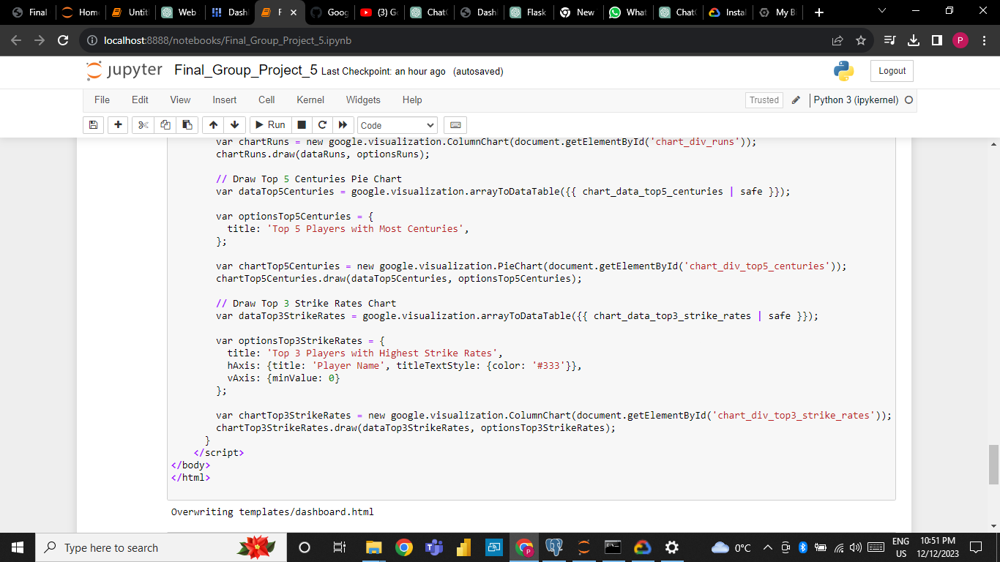 Final
Hom
Untit
Web
Dash
F
Goog
(3) G
Chat
Dash
Flask
New
What
Chat
Instal
My B
localhost:8888/notebooks/Final_Group_Project_5.ipynb
P
jupyter Final_Group_Project_5 Last Checkpoint: an hour ago (autosaved)
Logout
File Edit View Insert Cell Kernel Widgets Help
Trusted Python 3 (ipykernel)
Run Code
var chartRuns = new google.visualization.ColumnChart(document.getElementById('chart_div_runs'));
chartRuns.draw(dataRuns, optionsRuns);
// Draw Top 5 Centuries Pie Chart
var dataTop5Centuries = google.visualization.arrayToDataTable({{ chart_data_top5_centuries | safe }});
var optionsTop5Centuries = {
title: 'Top 5 Players with Most Centuries',
};
var chartTop5Centuries = new google.visualization.PieChart(document.getElementById('chart_div_top5_centuries'));
chartTop5Centuries.draw(dataTop5Centuries, optionsTop5Centuries);
// Draw Top 3 Strike Rates Chart
var dataTop3StrikeRates = google.visualization.arrayToDataTable({{ chart_data_top3_strike_rates | safe }});
var optionsTop3StrikeRates = {
title: 'Top 3 Players with Highest Strike Rates',
hAxis: {title: 'Player Name', titleTextStyle: {color: '#333'}},
vAxis: {minValue: 0}
};
var chartTop3StrikeRates = new google.visualization.ColumnChart(document.getElementById('chart_div_top3_strike_rates'));
chartTop3StrikeRates.draw(dataTop3StrikeRates, optionsTop3StrikeRates);
}
</script>
</body>
</html>
Overwriting templates/dashboard.html
Type here to search
0°C
ENG
US
10:51 PM
12/12/2023